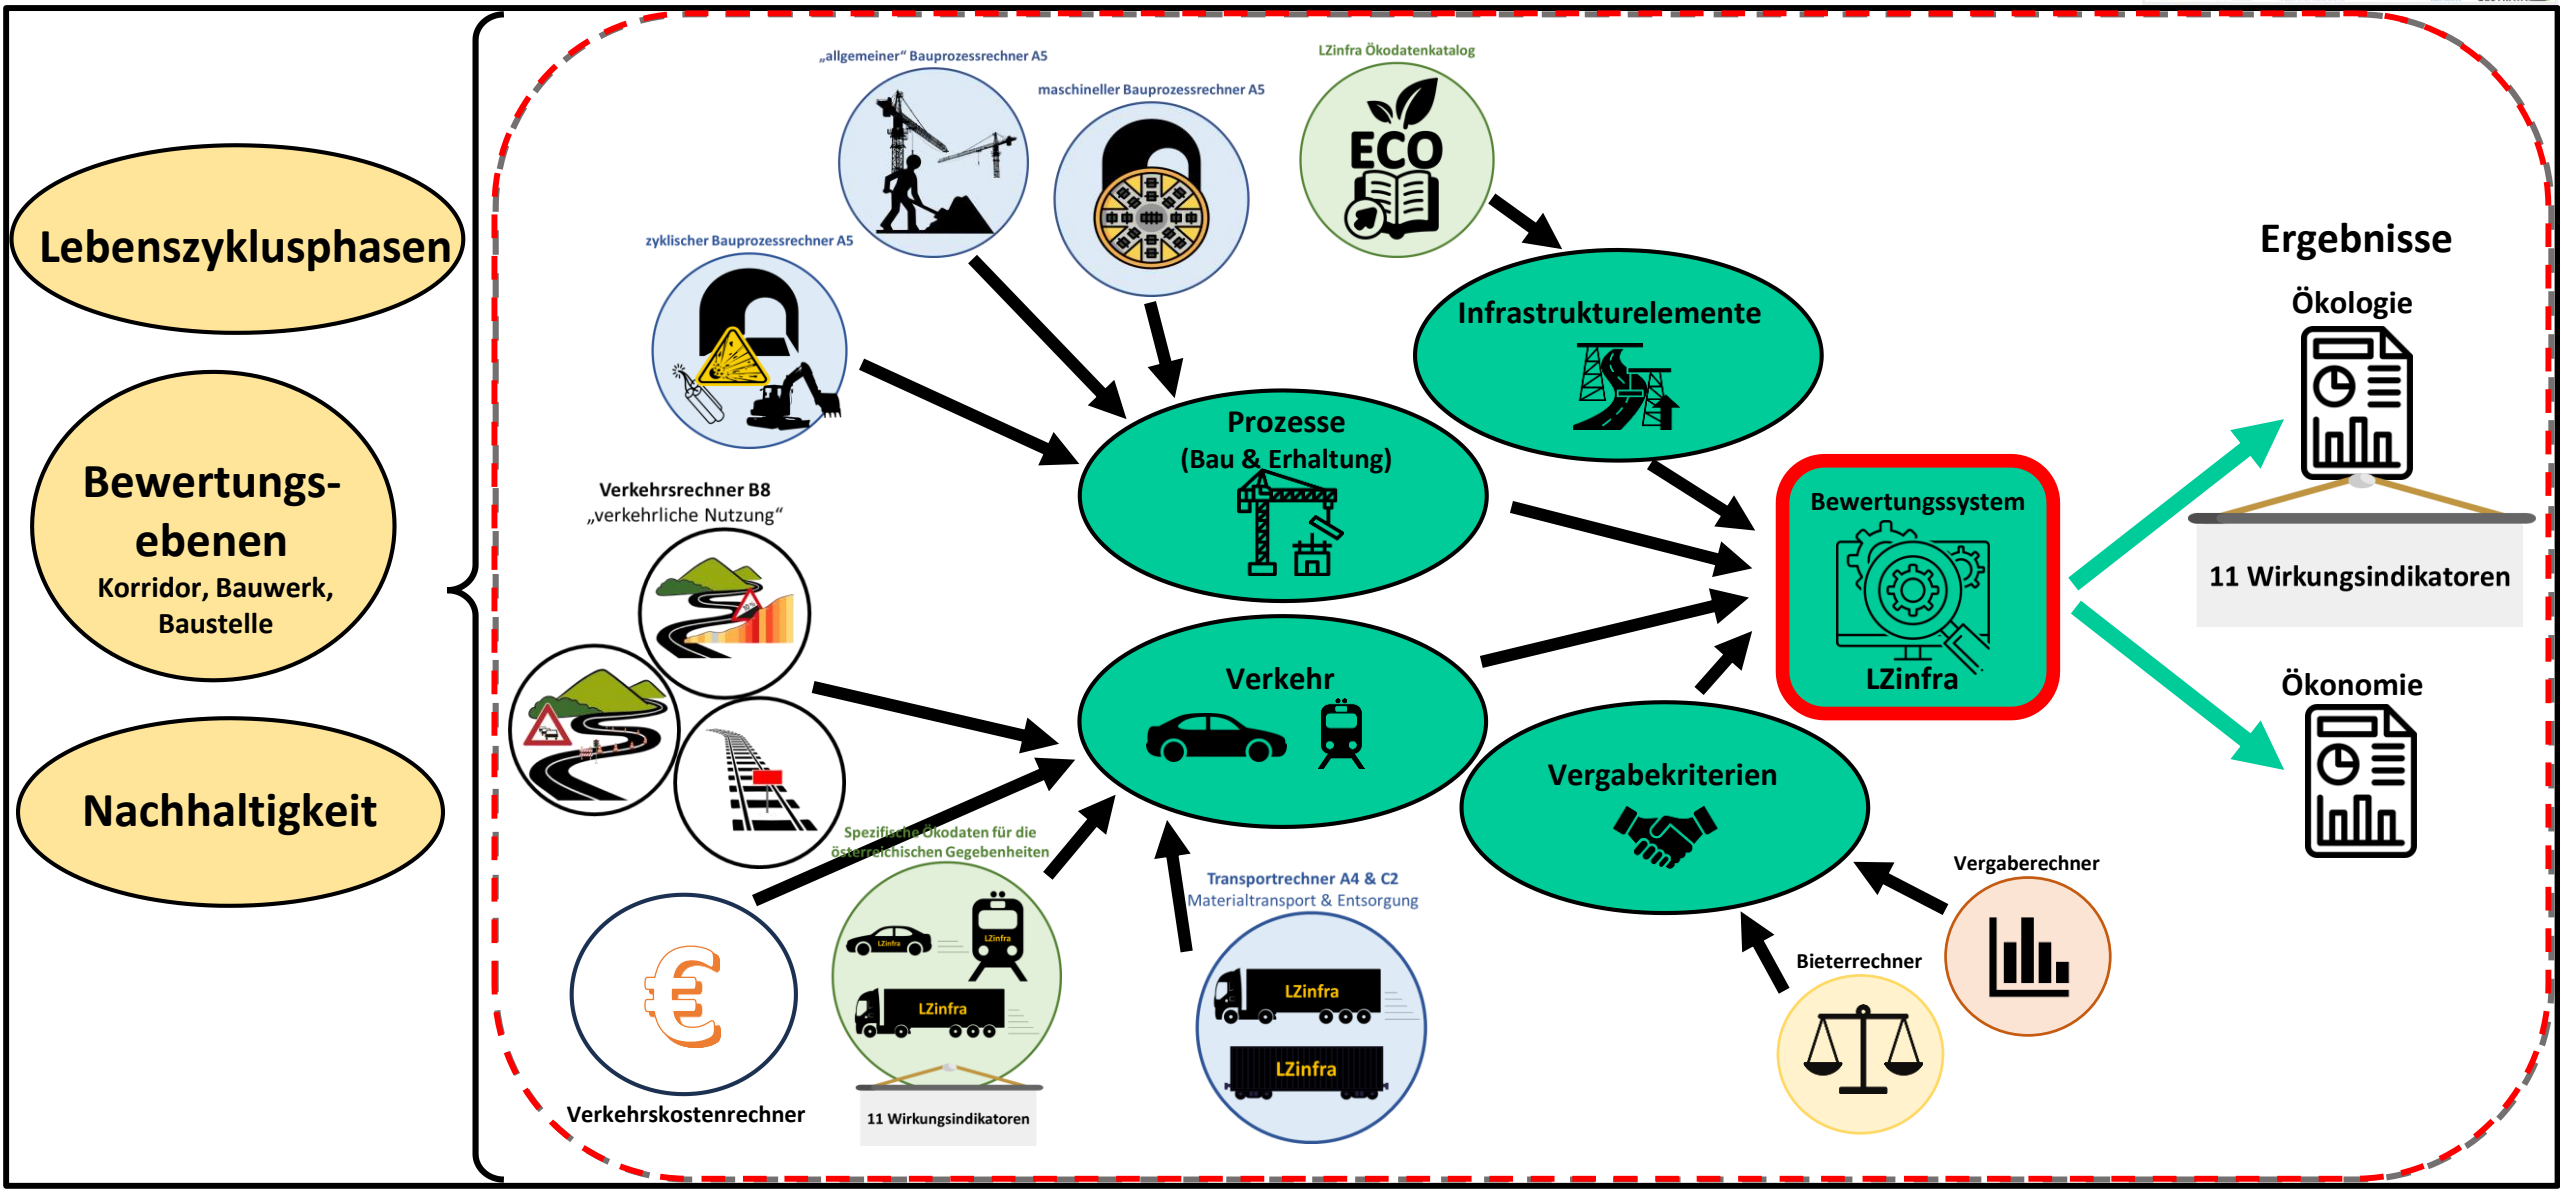 Lebenszyklusphasen
Bewertungs-
ebenen
Korridor, Bauwerk,
Baustelle
Nachhaltigkeit
„allgemeiner“ Bauprozessrechner A5
maschineller Bauprozessrechner A5
zyklischer Bauprozessrechner A5
LZinfra Ökodatenkatalog
ECO
Infrastrukturelemente
Prozesse
(Bau & Erhaltung)
Verkehrsrechner B8
„verkehrliche Nutzung“
Verkehr
Spezifische Ökodaten für die
österreichischen Gegebenheiten
LZinfra
LZinfra
LZinfra
11 Wirkungsindikatoren
€
Verkehrskostenrechner
Transportrechner A4 & C2
Materialtransport & Entsorgung
LZinfra
LZinfra
Vergabekriterien
Vergaberechner
Bieterrechner
Bewertungssystem
LZinfra
Ergebnisse
Ökologie
11 Wirkungsindikatoren
Ökonomie